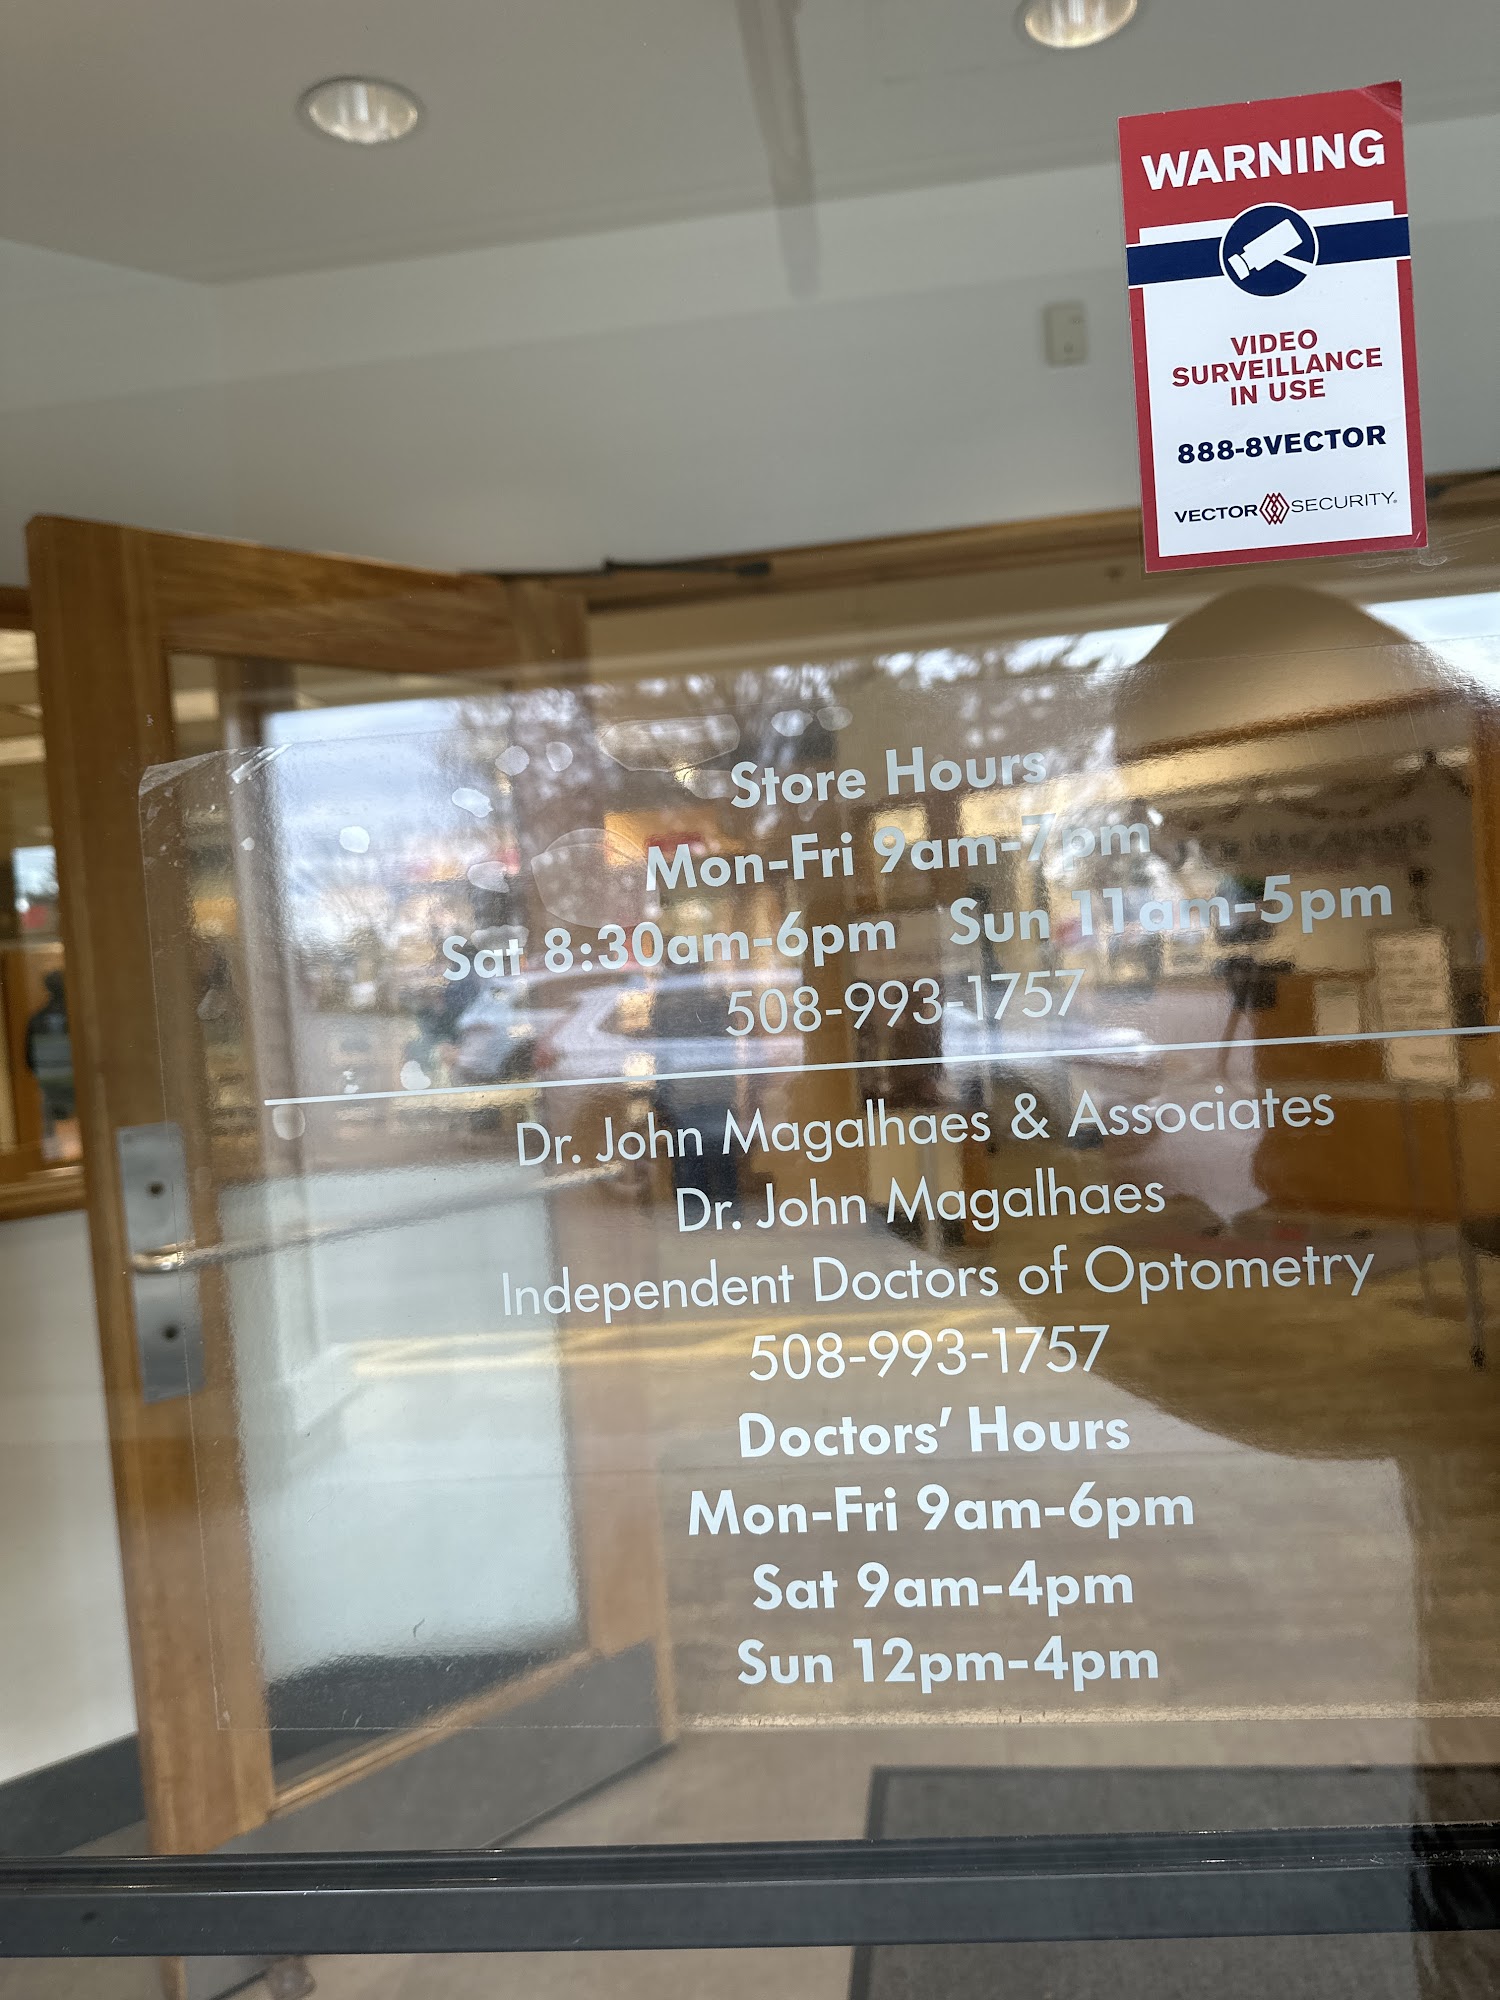 WARNING
VIDEO
SURVEILLANCE
IN USE
888-8VECTOR
VECTOR SECURITY.
Store Hours
Mon-Fri 9am-7pm
Sat 8:30am-6pm Sun 11am-5pm
508-993-1757
Dr. John Magalhaes & Associates
Dr. John Magalhaes
Independent Doctors of Optometry
508-993-1757
Doctors' Hours
Mon-Fri 9am-6pm
Sat 9am-4pm
Sun 12pm-4pm